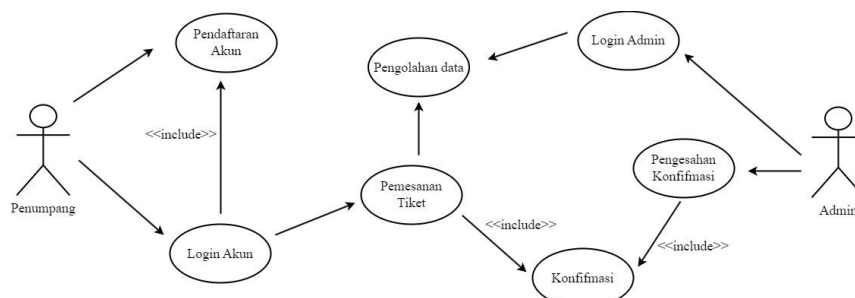 Pendaftaran
Akun
Login Admin
Pengolahan data
<<include>>
Pengesahan
Konfifmasi
Penumpang
Pemesanan
Tiket
Admin
<<include>>
<<include>>
Login Akun
Konfifmasi